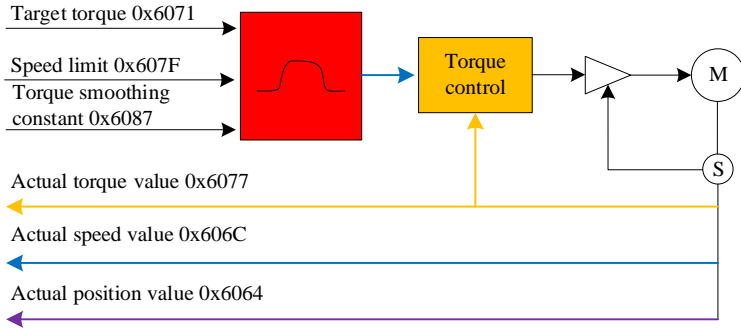 Target torque 0x6071
Speed limit 0x607F
Torque smoothing
constant 0x6087
Torque
control
M
S
Actual torque value 0x6077
Actual speed value 0x606C
Actual position value 0x6064